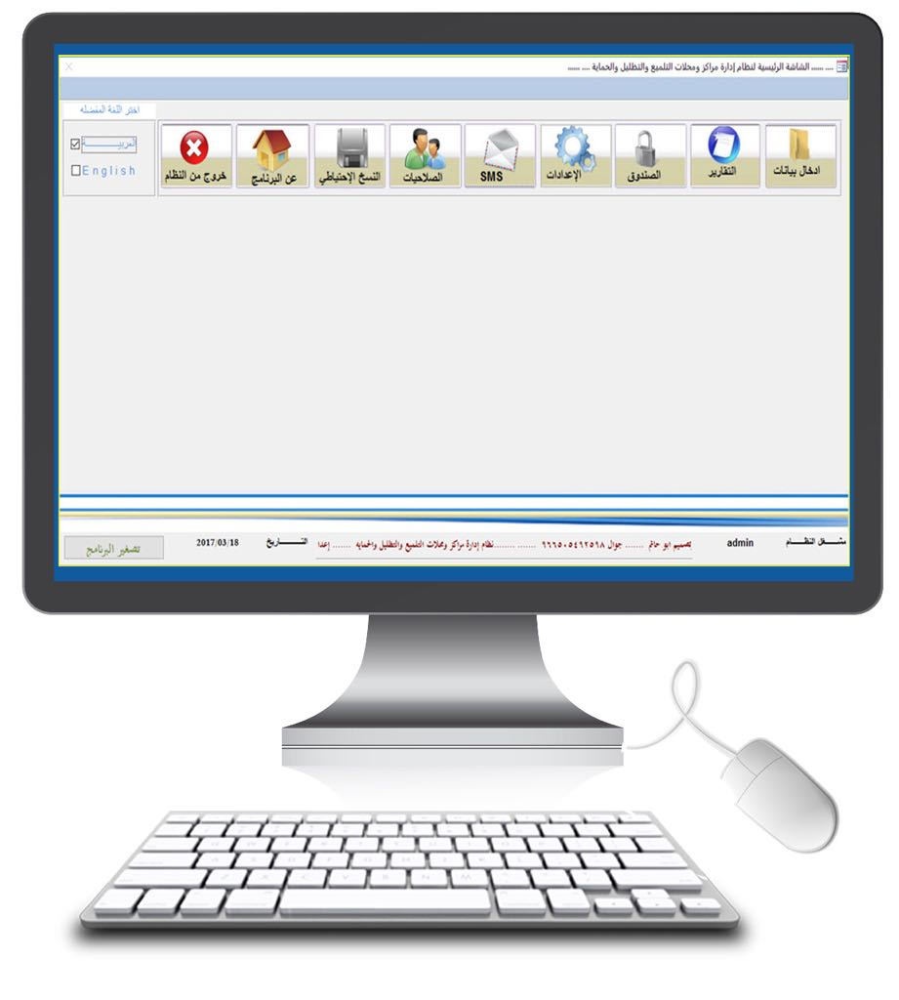 .... ...... الشاشة الرئيسية لنظام إدارة مراكز ومحلات التلميع والتظليل والحماية .... ......
اختر اللغة المفضله
العربيـــــــــة
English
ادخال بيانات
التقارير
الصندوق
الإعدادات
SMS
الصلاحيات
النسخ الإحتياطي
عن البرنامج
خروج من النظام
مشـــغل النظـــام
admin
تصميم ابو حاتم ....... جوال ٩٦٦٥٠٥٤٩٢٥٩٨ ....... .......نظام إدارة مراكز ومحلات التلميع والتظليل والحمايه ....... إعدا
التـــــــاريخ
2017/03/18
تصغير البرنامج